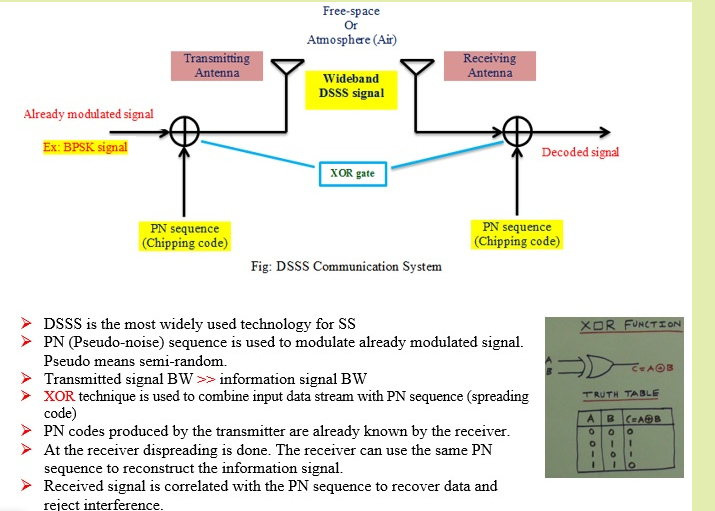 Free-space
Or
Atmosphere (Air)
Transmitting
Antenna
Receiving
Antenna
Wideband
DSSS signal
Already modulated signal
Ex: BPSK signal
Decoded signal
XOR gate
PN sequence
(Chipping code)
PN sequence
(Chipping code)
Fig: DSSS Communication System
➤ DSSS is the most widely used technology for SS
➤ PN (Pseudo-noise) sequence is used to modulate already modulated signal.
Pseudo means semi-random.
➤ Transmitted signal BW >> information signal BW
➤ XOR technique is used to combine input data stream with PN sequence (spreading
code)
➤ PN codes produced by the transmitter are already known by the receiver.
➤ At the receiver dispreading is done. The receiver can use the same PN
sequence to reconstruct the information signal.
➤ Received signal is correlated with the PN sequence to recover data and
reject interference.
XOR FUNCTION
A
B
C=A⊕B
TRUTH TABLE
A B C=A⊕B
0 0 0
0 1 1
1 0 1
1 1 0